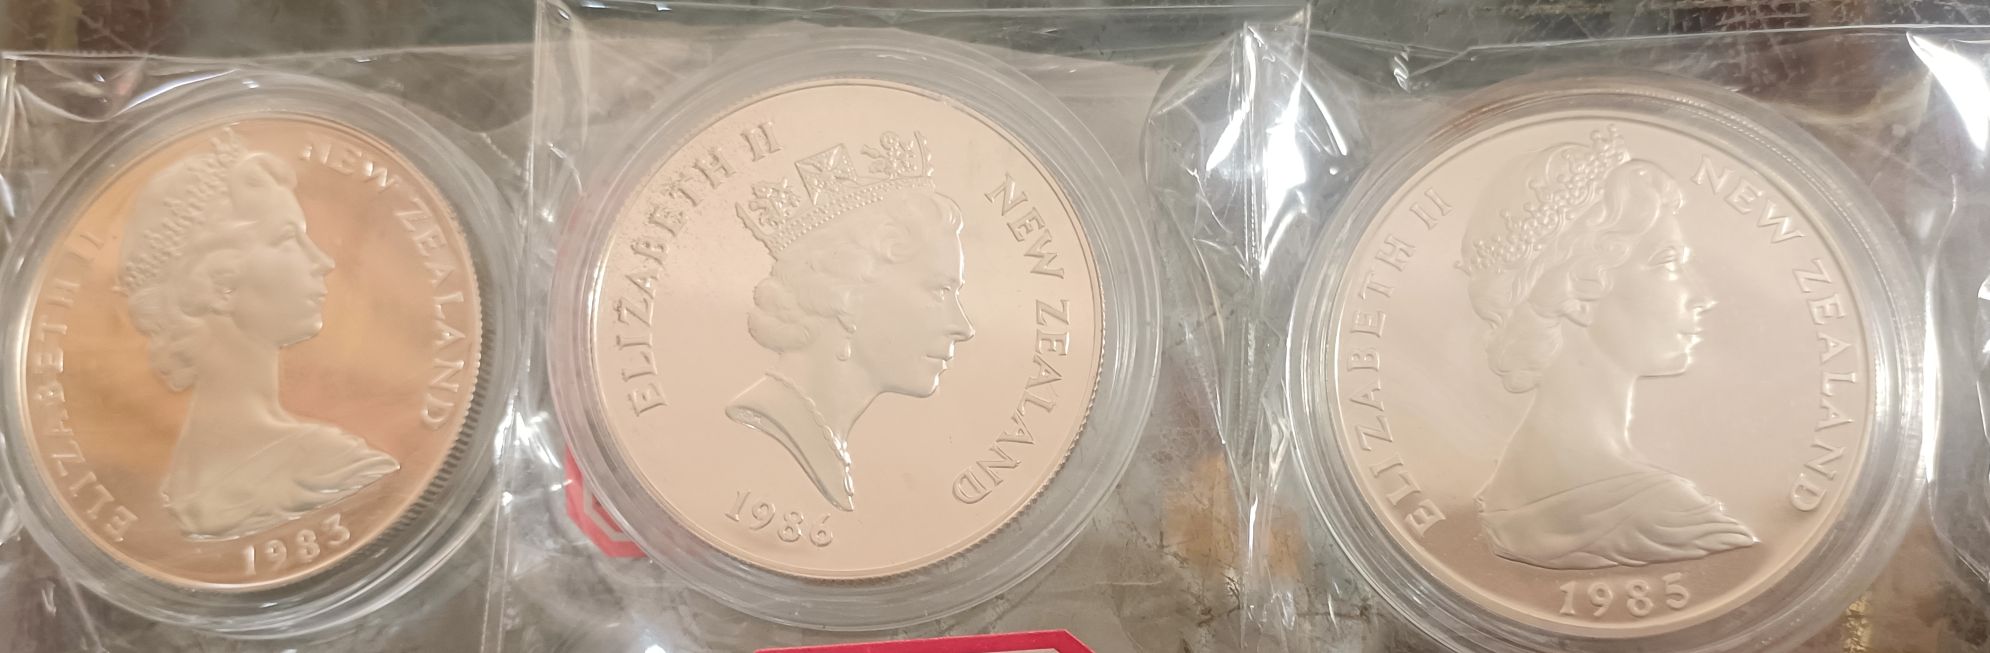 ELIZABETH II NEW ZEALAND
1983
ELIZABETH II NEW ZEALAND
1986
ELIZABETH II NEW ZEALAND
1985